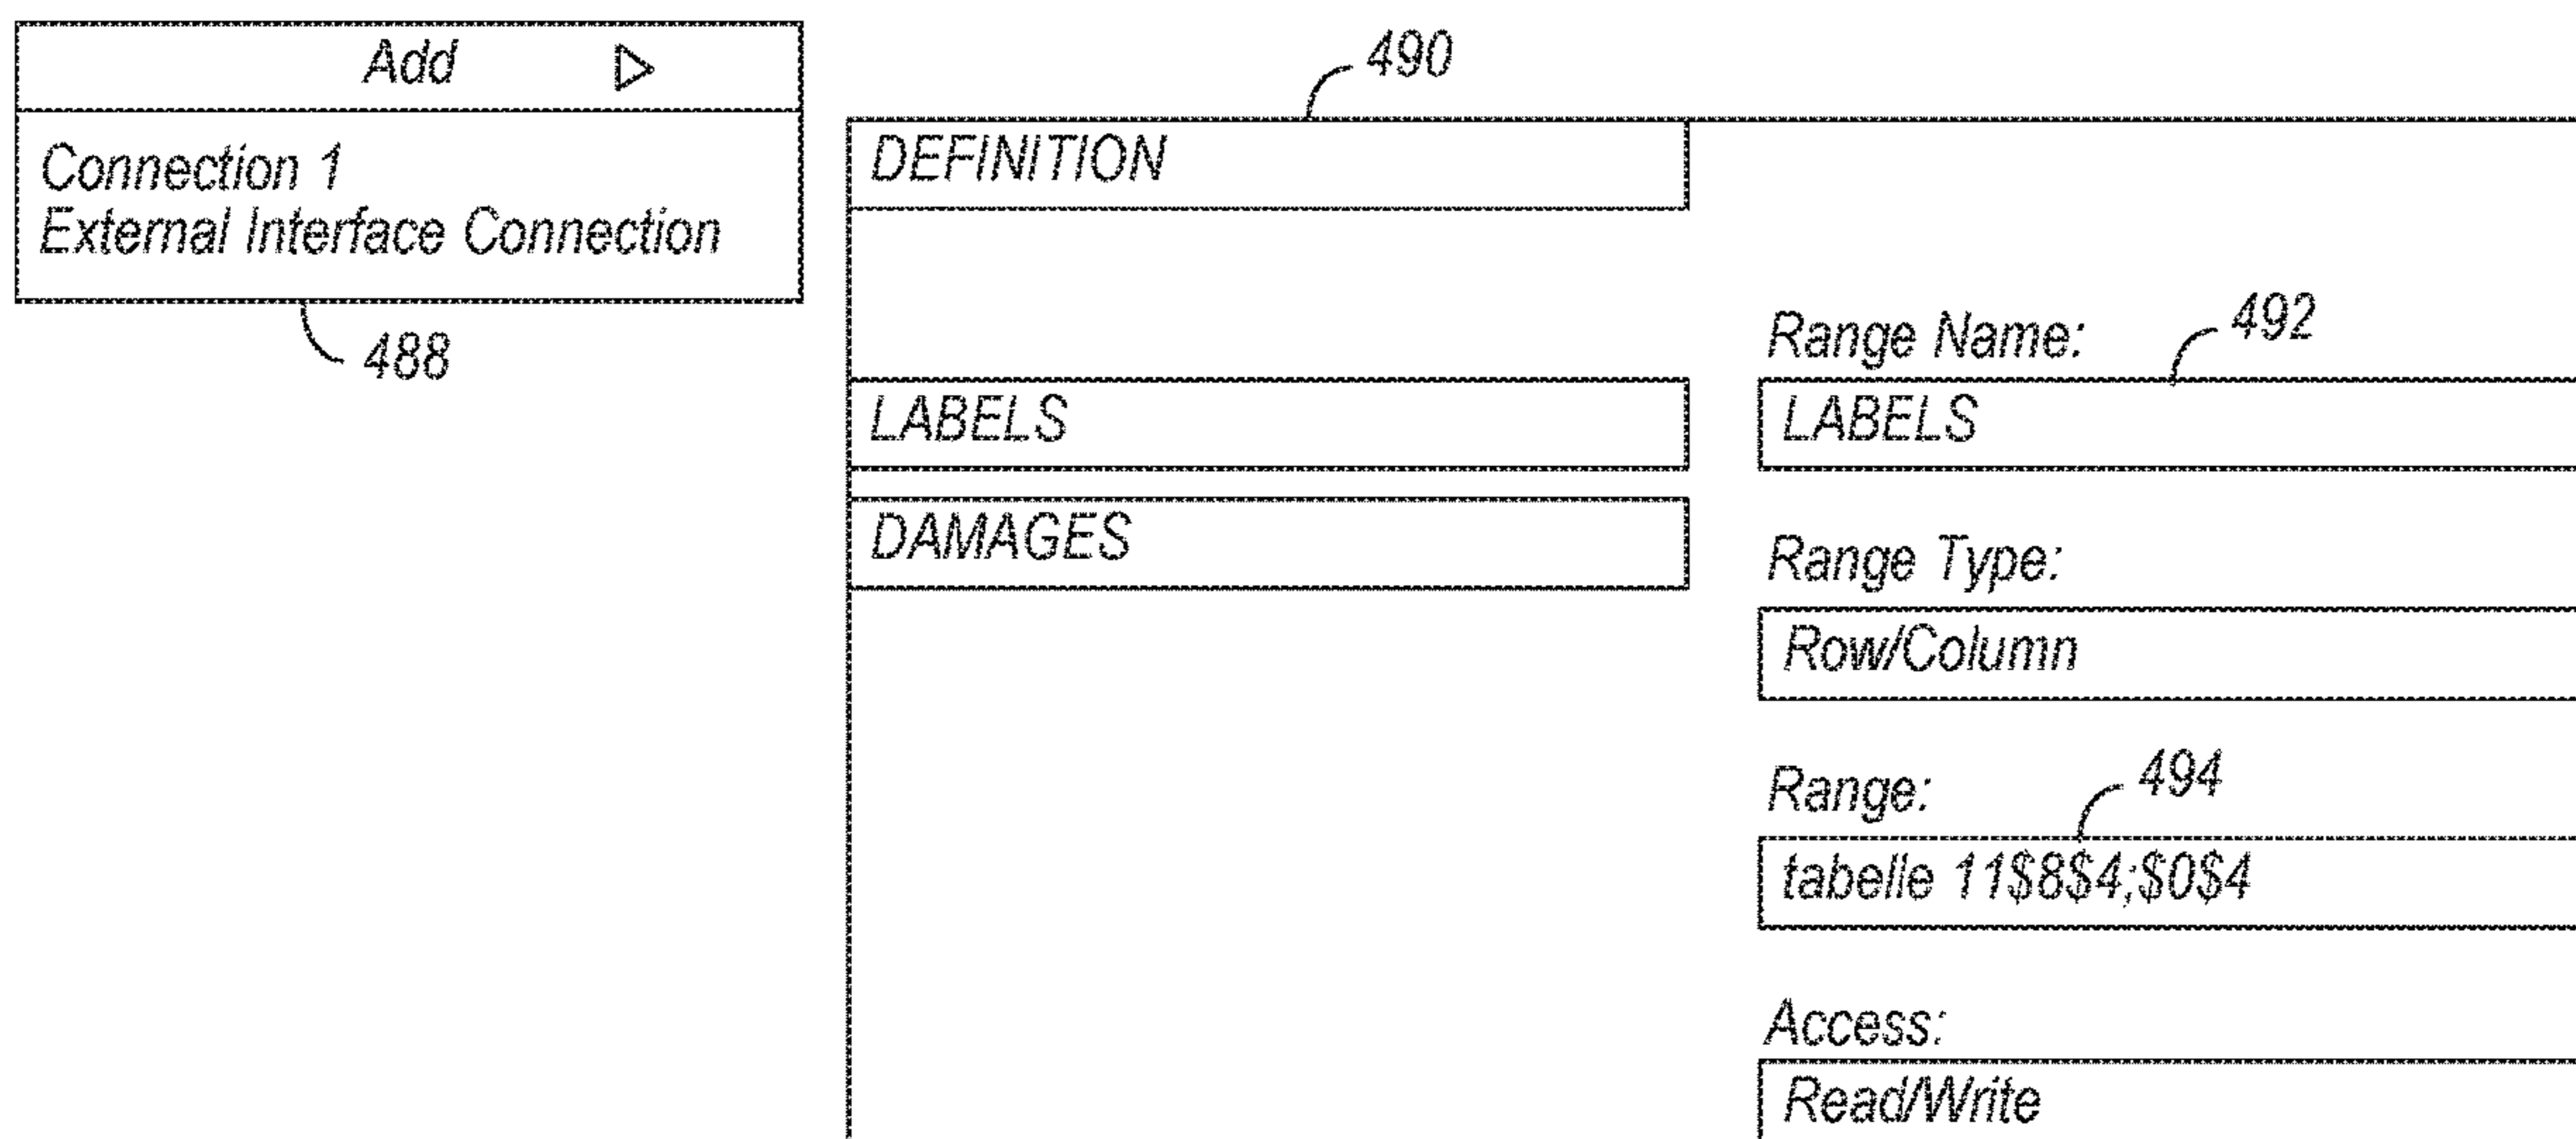 Add
Connection 1
External Interface Connection
488
490
DEFINITION
LABELS
DAMAGES
Range Name:
492
LABELS
Range Type:
Row/Column
Range:
494
tabelle 11$8$4;$0$4
Access:
Read/Write